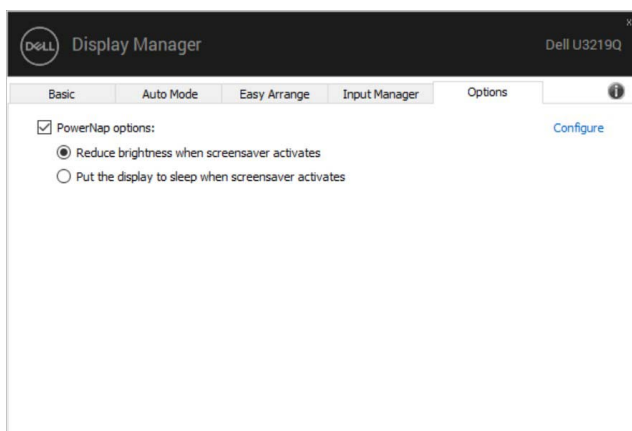 DELL Display Manager Dell U3219Q
Basic Auto Mode Easy Arrange Input Manager Options
PowerNap options: Configure
Reduce brightness when screensaver activates
Put the display to sleep when screensaver activates